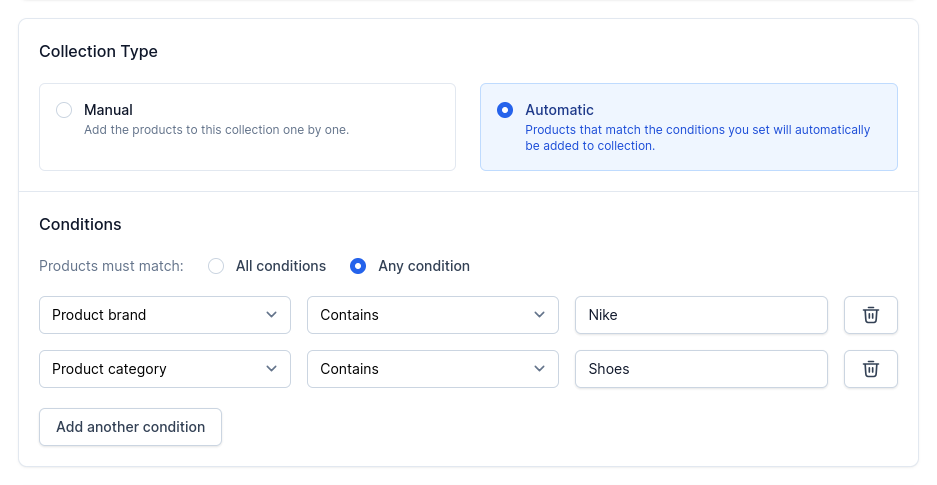 Collection Type
Manual
Add the products to this collection one by one.
Automatic
Products that match the conditions you set will automatically
be added to collection.
Conditions
Products must match: All conditions Any condition
Product brand Contains Nike
Product category Contains Shoes
Add another condition